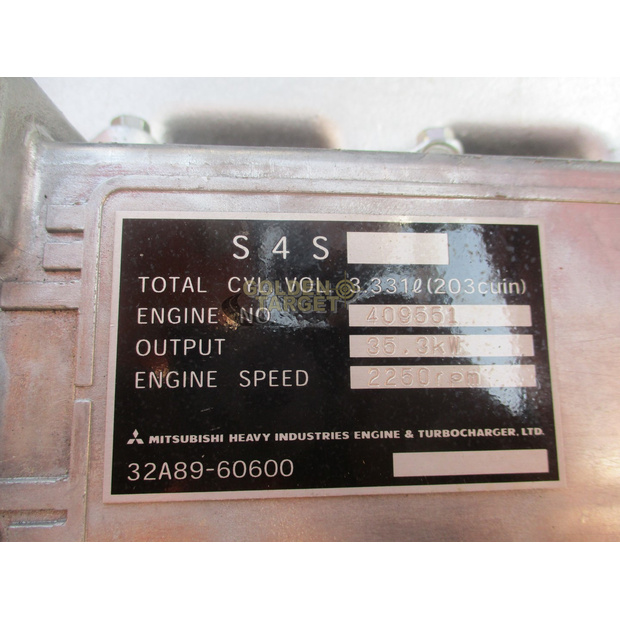 S 4 S
TOTAL CYL. VOL. 3.331ℓ(203cuin)
ENGINE NO. 409551
OUTPUT 35.3kW
ENGINE SPEED 2250rpm
MITSUBISHI HEAVY INDUSTRIES ENGINE & TURBOCHARGER, LTD.
32A89-60600